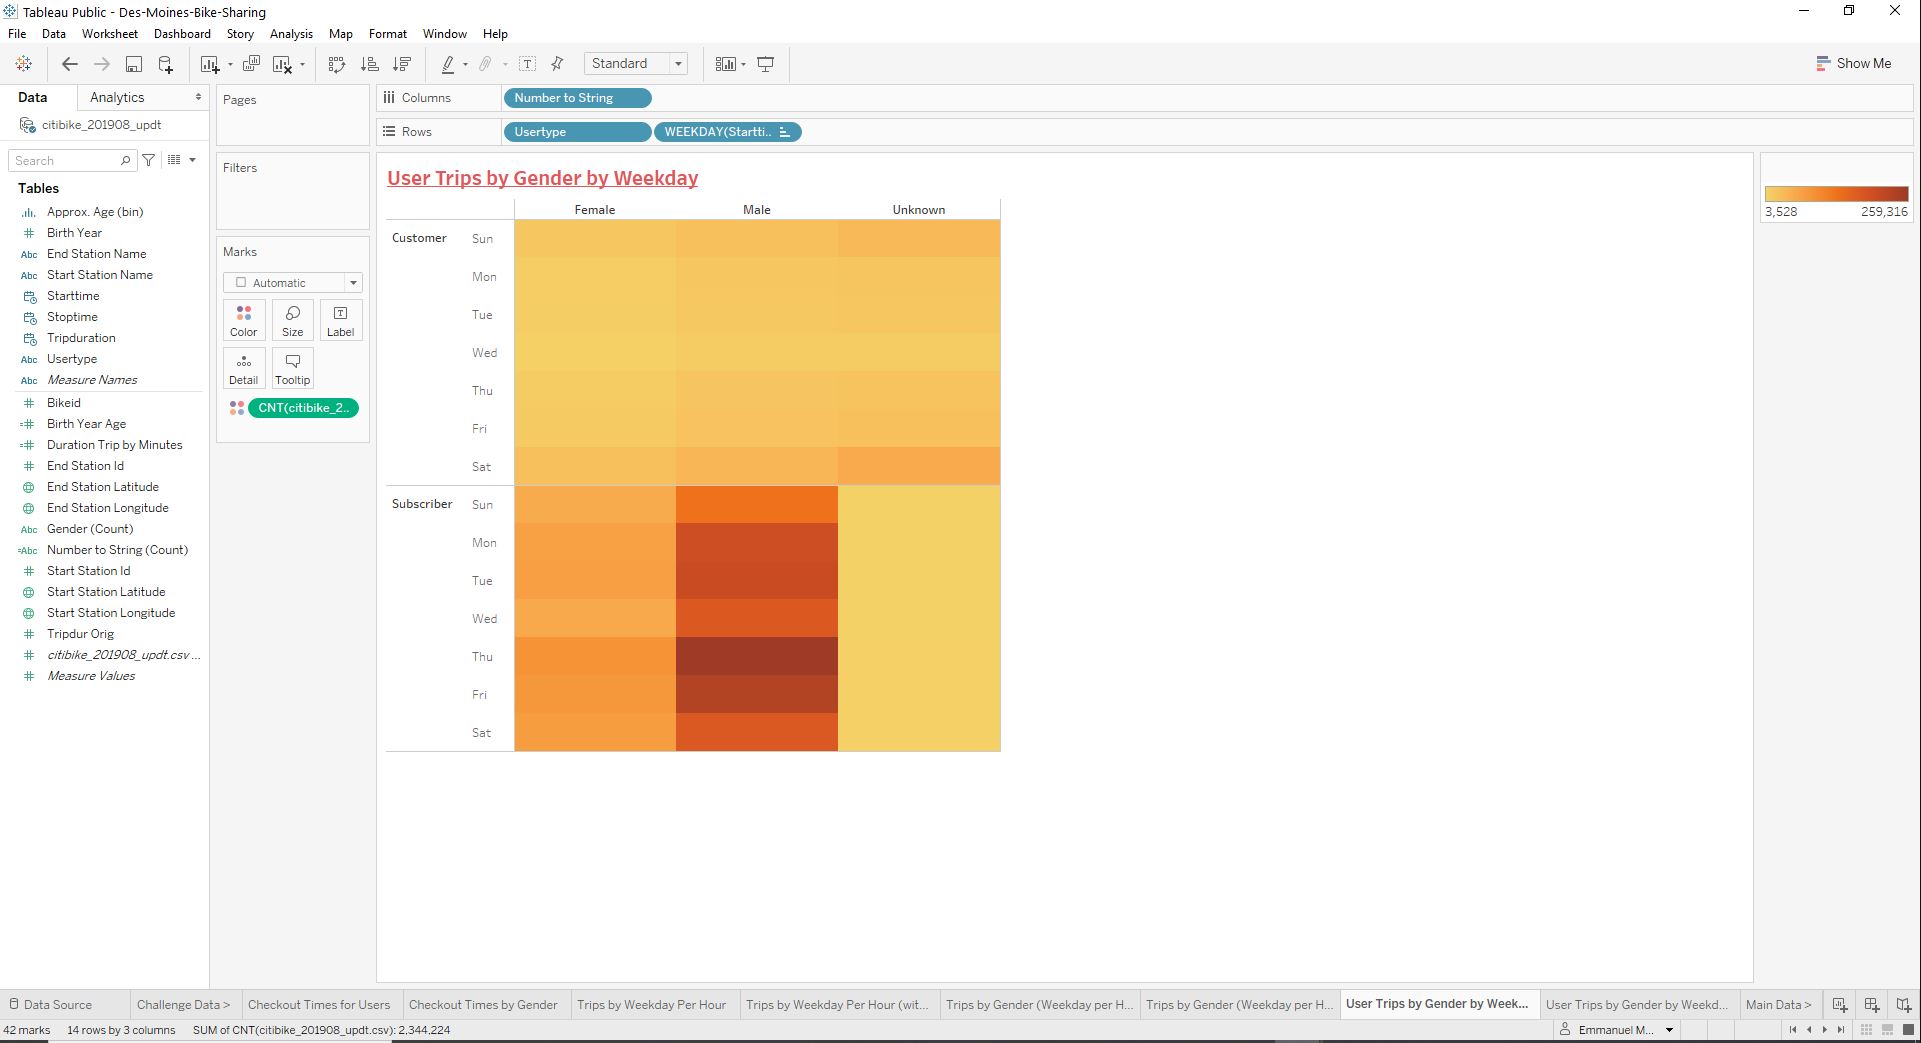 Tableau Public - Des-Moines-Bike-Sharing
File Data Worksheet Dashboard Story Analysis Map Format Window Help
Standard
Show Me
Data Analytics
citibike_201908_updt
Search
Tables
Approx. Age (bin)
Birth Year
Abc End Station Name
Abc Start Station Name
Starttime
Stoptime
Tripduration
Abc Usertype
Abc Measure Names
Bikeid
Birth Year Age
Duration Trip by Minutes
End Station Id
End Station Latitude
End Station Longitude
Abc Gender (Count)
=Abc Number to String (Count)
Start Station Id
Start Station Latitude
Start Station Longitude
Tripdur Orig
citibike_201908_updt.csv ...
Measure Values
Pages
Filters
Marks
Automatic
Color Size Label
Detail Tooltip
CNT(citibike_2..
Columns Number to String
Rows Usertype WEEKDAY(Startti..
User Trips by Gender by Weekday
Female Male Unknown
Customer Sun
Mon
Tue
Wed
Thu
Fri
Sat
Subscriber Sun
Mon
Tue
Wed
Thu
Fri
Sat
3,528 259,316
Data Source Challenge Data > Checkout Times for Users Checkout Times by Gender Trips by Weekday Per Hour Trips by Weekday Per Hour (wit... Trips by Gender (Weekday per H... Trips by Gender (Weekday per H... User Trips by Gender by Week... User Trips by Gender by Weekd... Main Data >
42 marks 14 rows by 3 columns SUM of CNT(citibike_201908_updt.csv): 2,344,224 Emmanuel M...